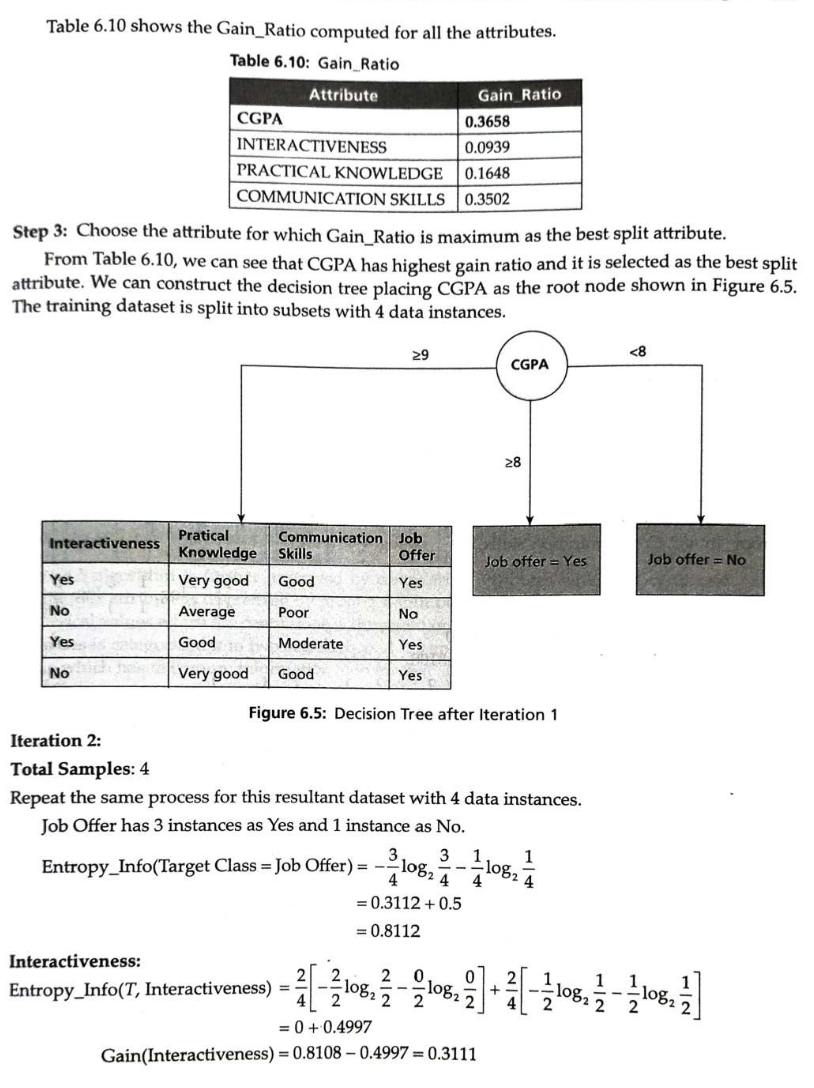 Table 6.10 shows the Gain_Ratio computed for all the attributes.
Table 6.10: Gain_Ratio
Attribute Gain_Ratio
CGPA 0.3658
INTERACTIVENESS 0.0939
PRACTICAL KNOWLEDGE 0.1648
COMMUNICATION SKILLS 0.3502
Step 3: Choose the attribute for which Gain_Ratio is maximum as the best split attribute.
From Table 6.10, we can see that CGPA has highest gain ratio and it is selected as the best split
attribute. We can construct the decision tree placing CGPA as the root node shown in Figure 6.5.
The training dataset is split into subsets with 4 data instances.
≥9
CGPA
<8
≥8
Interactiveness Pratical Knowledge Communication Skills Job Offer
Yes Very good Good Yes
No Average Poor No
Yes Good Moderate Yes
No Very good Good Yes
Job offer = Yes
Job offer = No
Figure 6.5: Decision Tree after Iteration 1
Iteration 2:
Total Samples: 4
Repeat the same process for this resultant dataset with 4 data instances.
Job Offer has 3 instances as Yes and 1 instance as No.
Entropy_Info(Target Class = Job Offer) = −3/4 log₂ 3/4 − 1/4 log₂ 1/4
= 0.3112 + 0.5
= 0.8112
Interactiveness:
Entropy_Info(T, Interactiveness) = 2/4[−2/2 log₂ 2/2 − 0/2 log₂ 0/2] + 2/4[−1/2 log₂ 1/2 − 1/2 log₂ 1/2]
= 0 + 0.4997
Gain(Interactiveness) = 0.8108 − 0.4997 = 0.3111